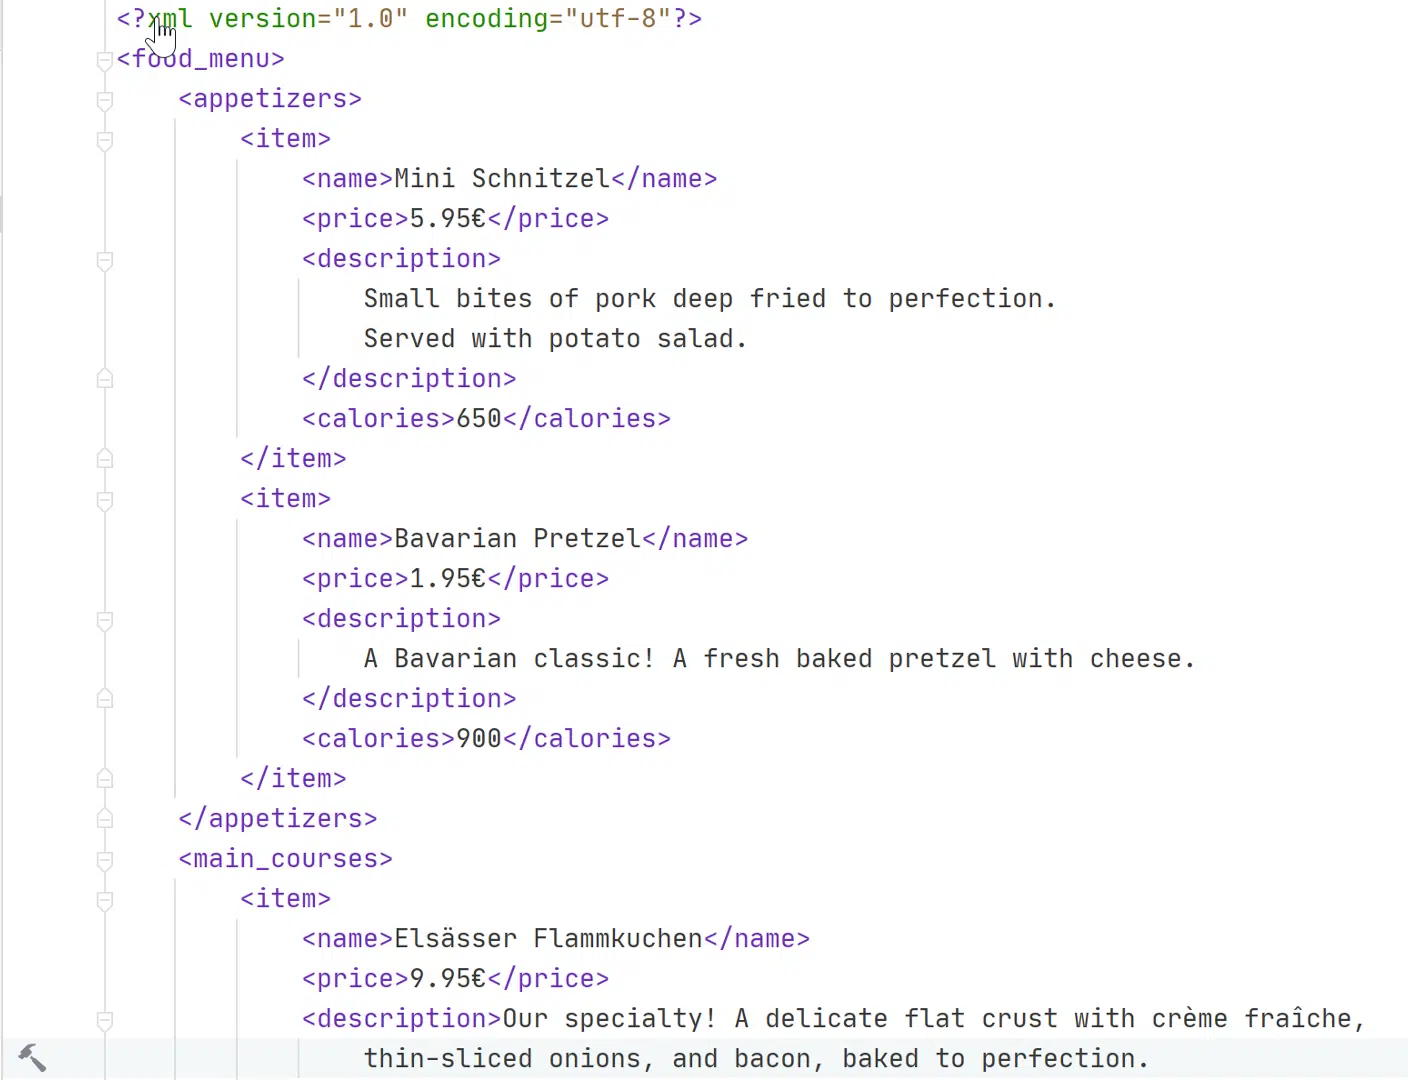 <?xml version="1.0" encoding="utf-8"?>
<food_menu>
<appetizers>
<item>
<name>Mini Schnitzel</name>
<price>5.95€</price>
<description>
Small bites of pork deep fried to perfection.
Served with potato salad.
</description>
<calories>650</calories>
</item>
<item>
<name>Bavarian Pretzel</name>
<price>1.95€</price>
<description>
A Bavarian classic! A fresh baked pretzel with cheese.
</description>
<calories>900</calories>
</item>
</appetizers>
<main_courses>
<item>
<name>Elsässer Flammkuchen</name>
<price>9.95€</price>
<description>Our specialty! A delicate flat crust with crème fraîche,
thin-sliced onions, and bacon, baked to perfection.